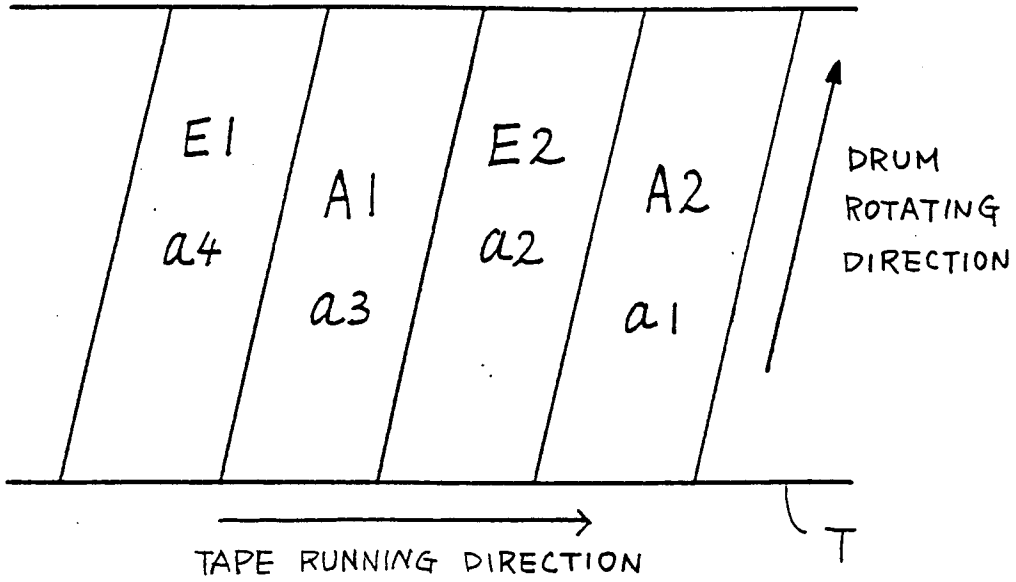 E1
a4
A1
a3
E2
a2
A2
a1
DRUM
ROTATING
DIRECTION
TAPE RUNNING DIRECTION
T